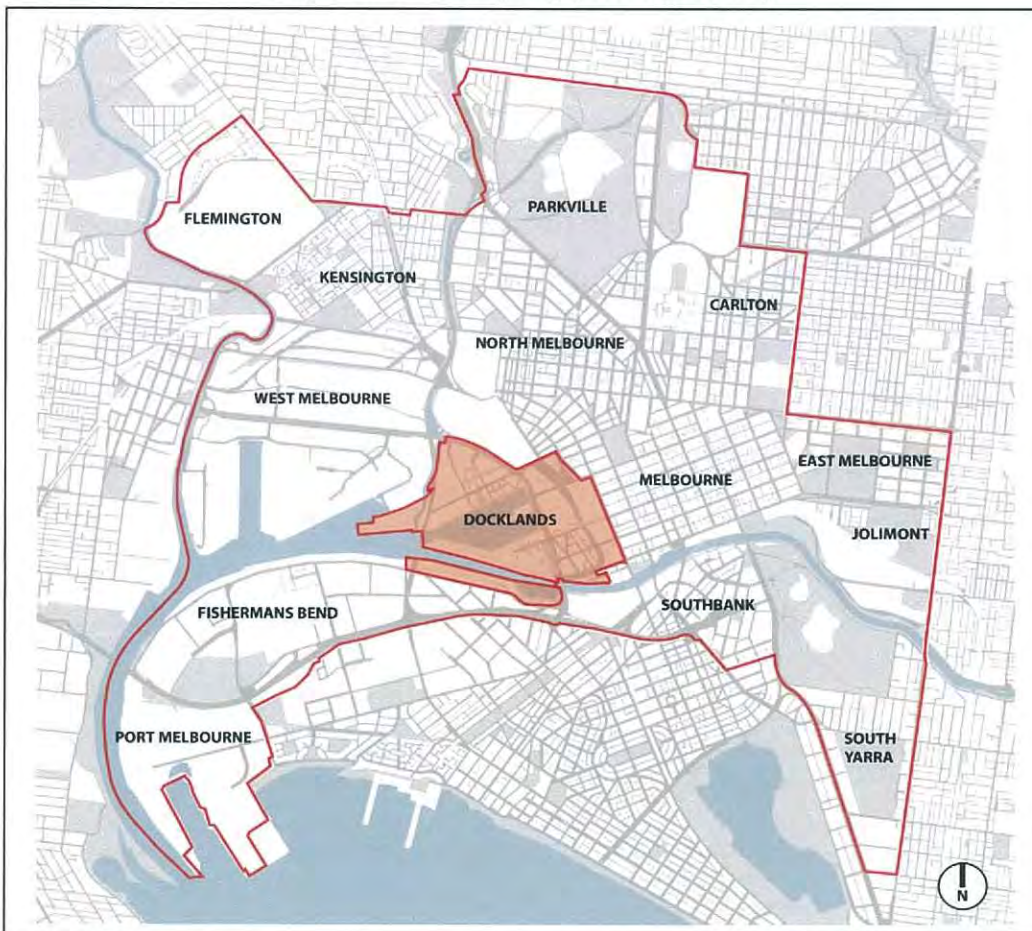 FLEMINGTON
PARKVILLE
KENSINGTON
CARLTON
NORTH MELBOURNE
WEST MELBOURNE
EAST MELBOURNE
MELBOURNE
DOCKLANDS
JOLIMONT
FISHERMANS BEND
SOUTHBANK
PORT MELBOURNE
SOUTH
YARRA
N